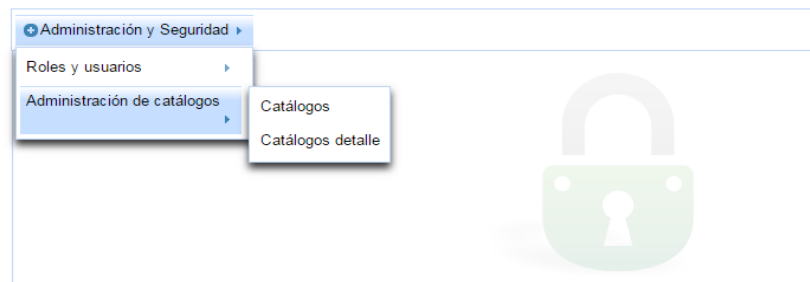 Administración y Seguridad
Roles y usuarios
Administración de catálogos
Catálogos
Catálogos detalle